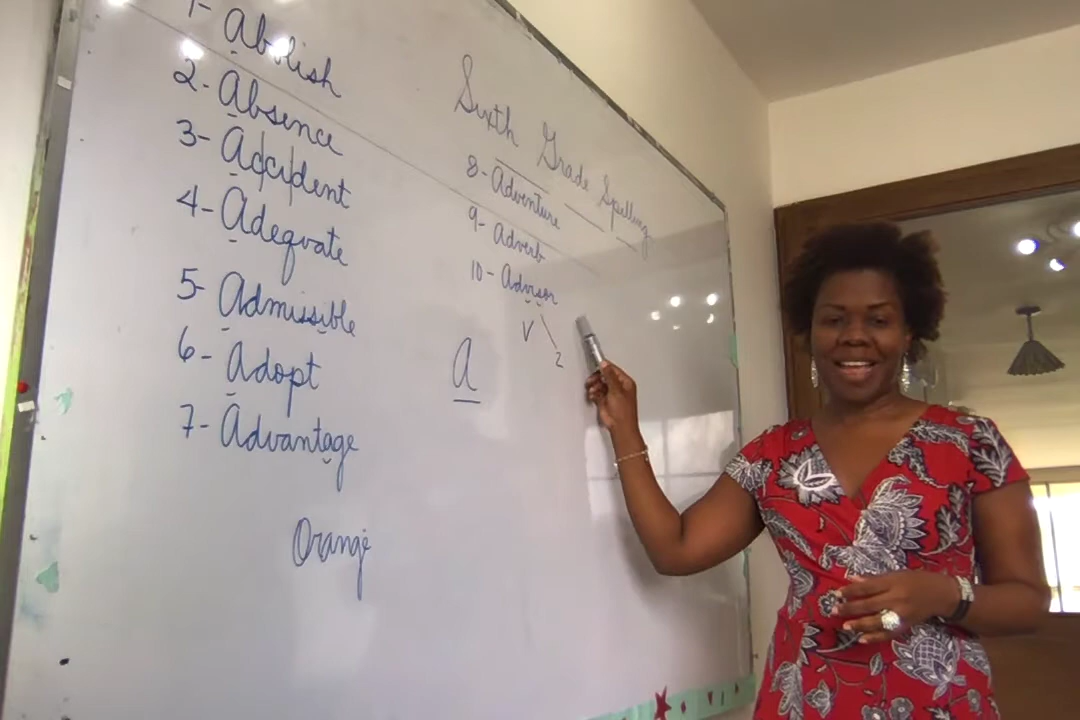 1- Abolish
2- Absence
3- Accident
4- Adequate
5- Admissible
6- Adopt
7- Advantage
Orange
Sixth Grade Spelling
8- Adventure
9- Adverb
10- Advisor
V
2
a